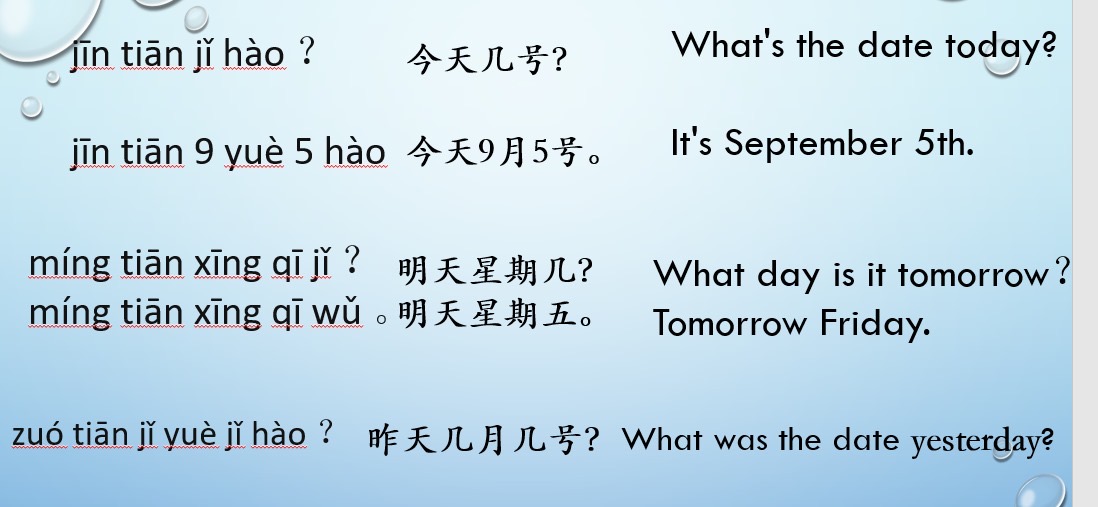 jīn tiān jǐ hào ？ 今天几号? What's the date today?
jīn tiān 9 yuè 5 hào 今天9月5号。 It's September 5th.
míng tiān xīng qī jǐ ？ 明天星期几? What day is it tomorrow？
míng tiān xīng qī wǔ 。明天星期五。 Tomorrow Friday.
zuó tiān jǐ yuè jǐ hào ？ 昨天几月几号? What was the date yesterday?